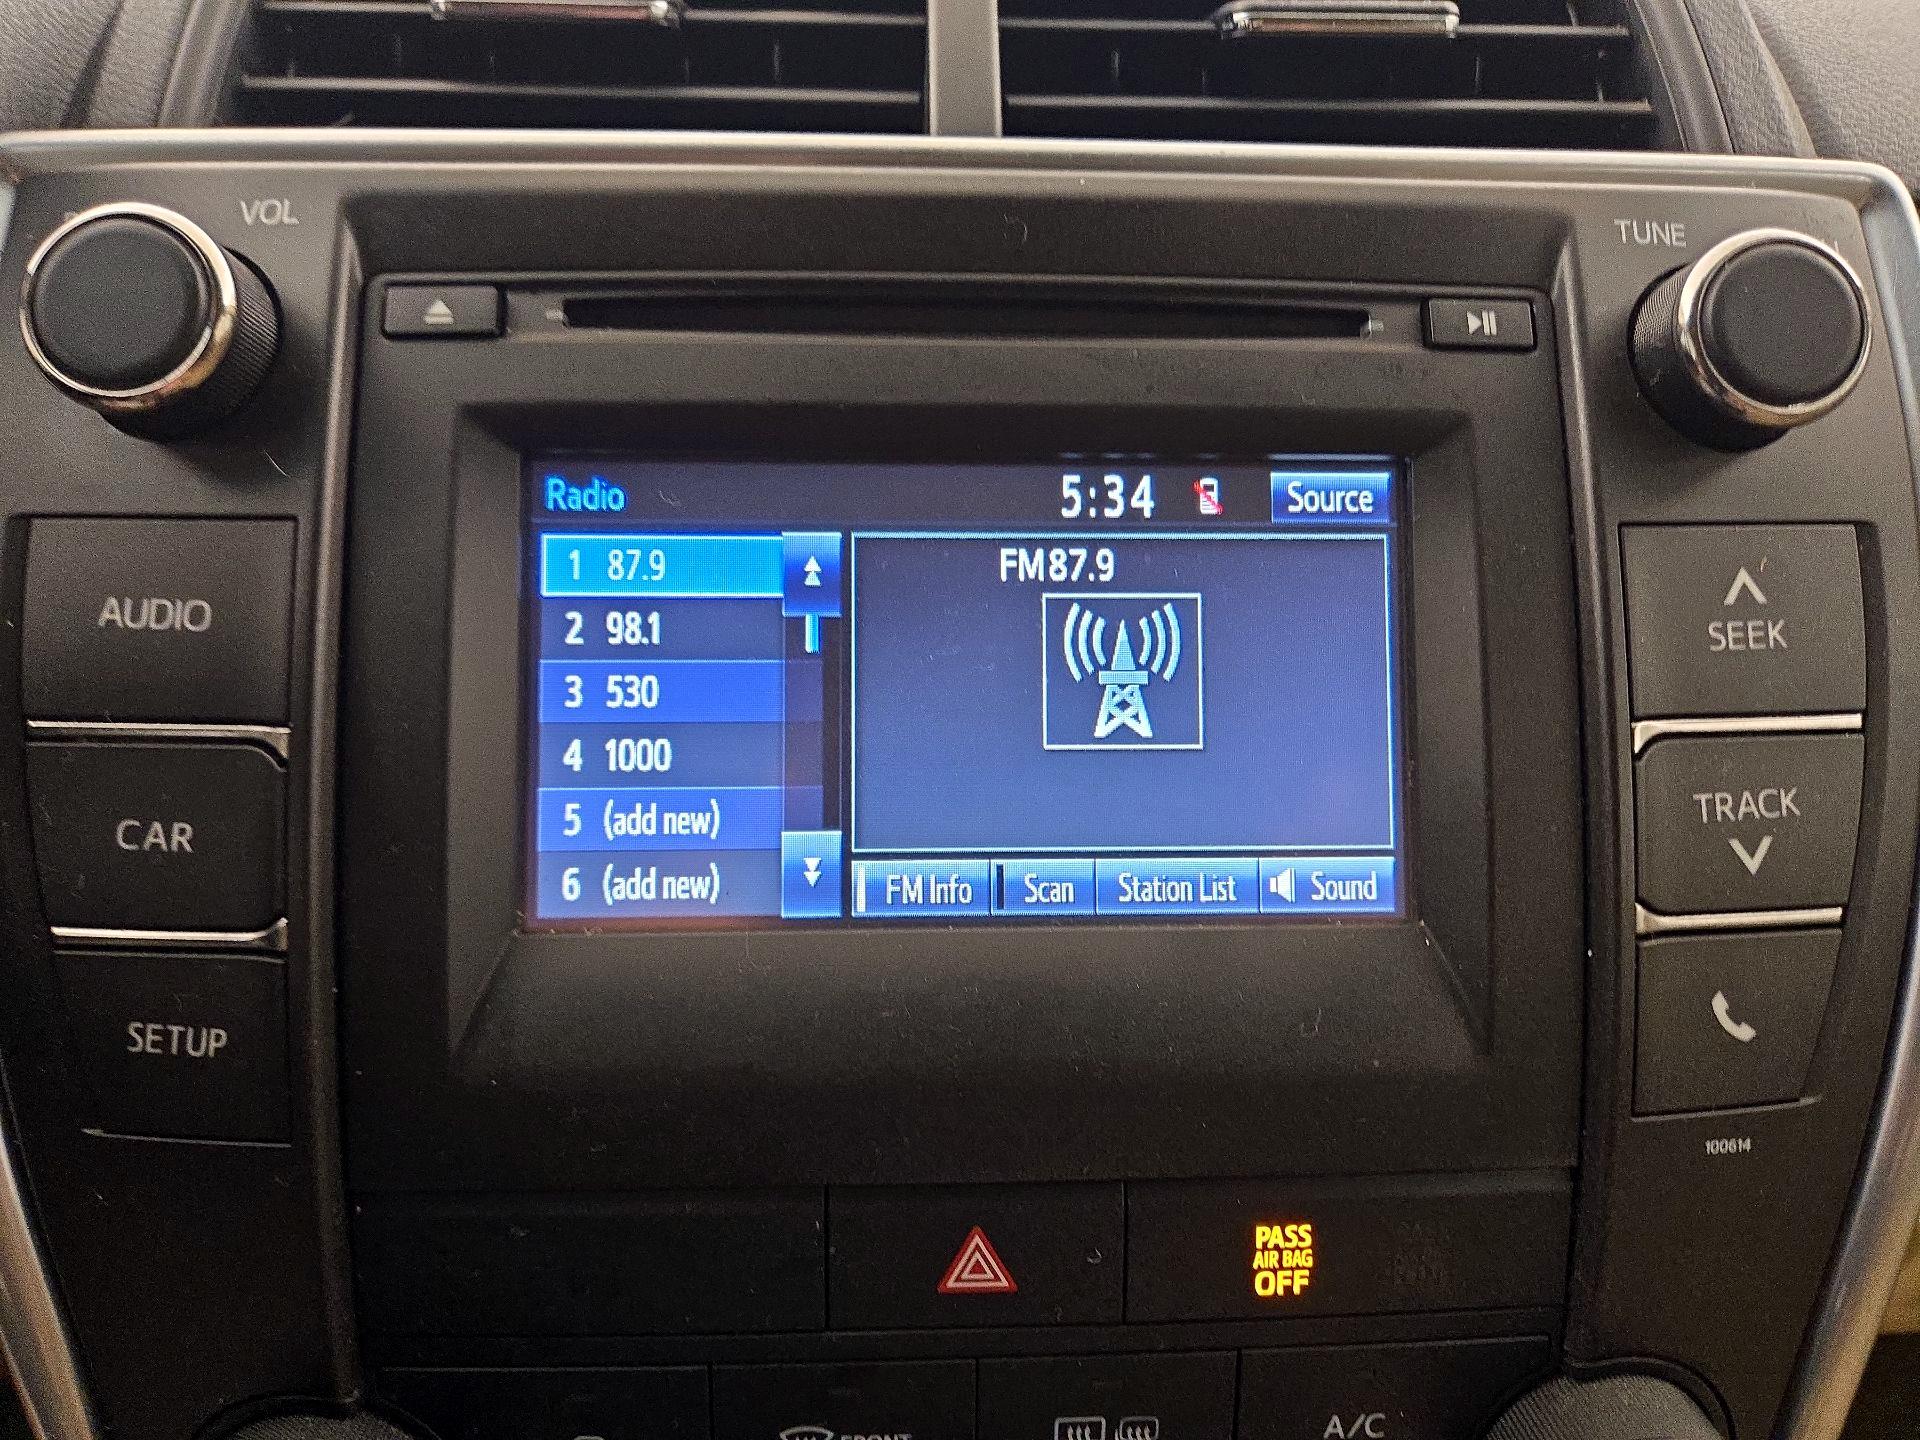 VOL
TUNE
Radio
5:34
Source
1 87.9
2 98.1
3 530
4 1000
5 (add new)
6 (add new)
FM87.9
FM Info
Scan
Station List
Sound
AUDIO
CAR
SETUP
SEEK
TRACK
100614
PASS
AIR BAG
OFF
FRONT
A/C